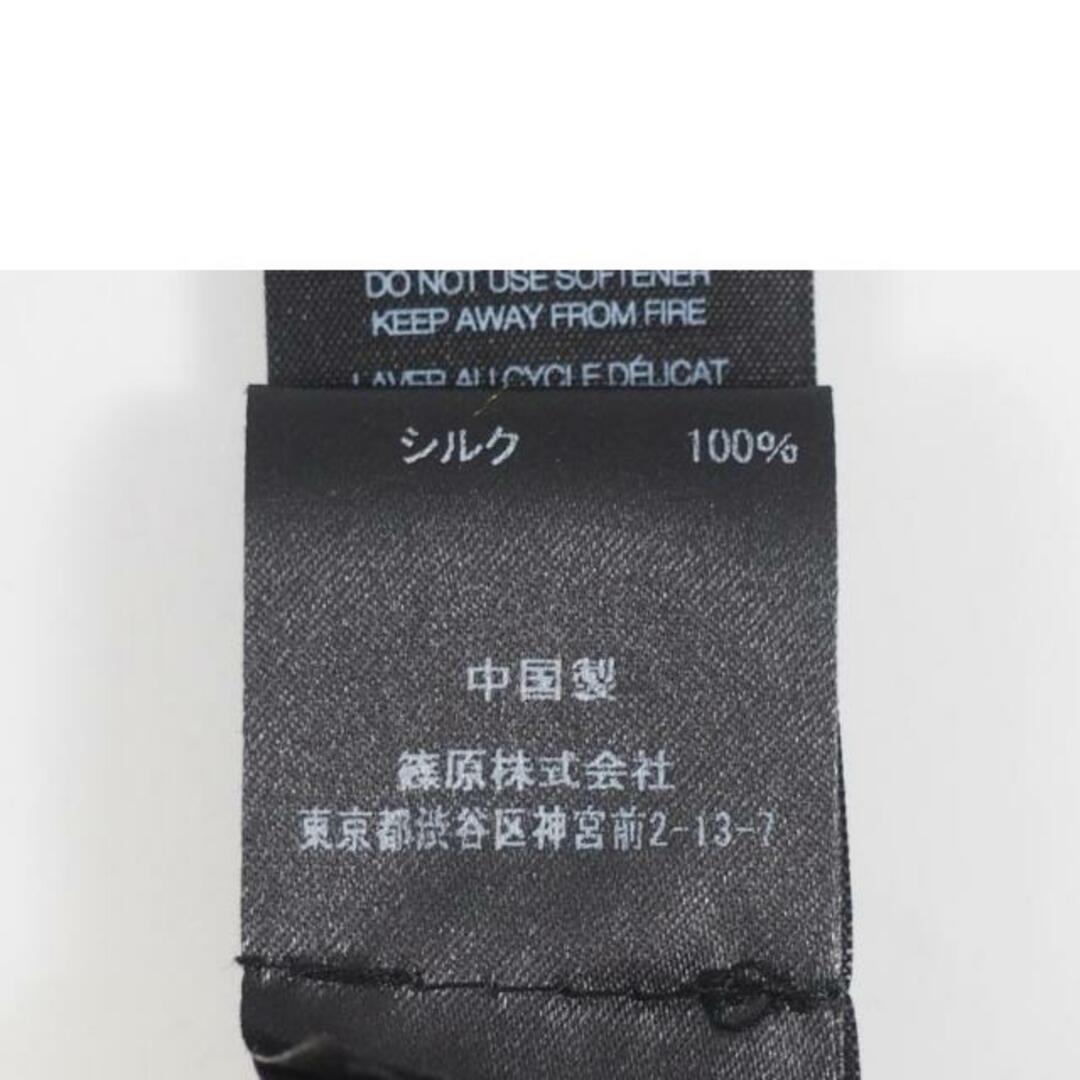 DO NOT USE SOFTENER
KEEP AWAY FROM FIRE
LAVER AU CYCLE DÉLICAT
シルク 100%
中国製
篠原株式会社
東京都渋谷区神宮前2-13-7